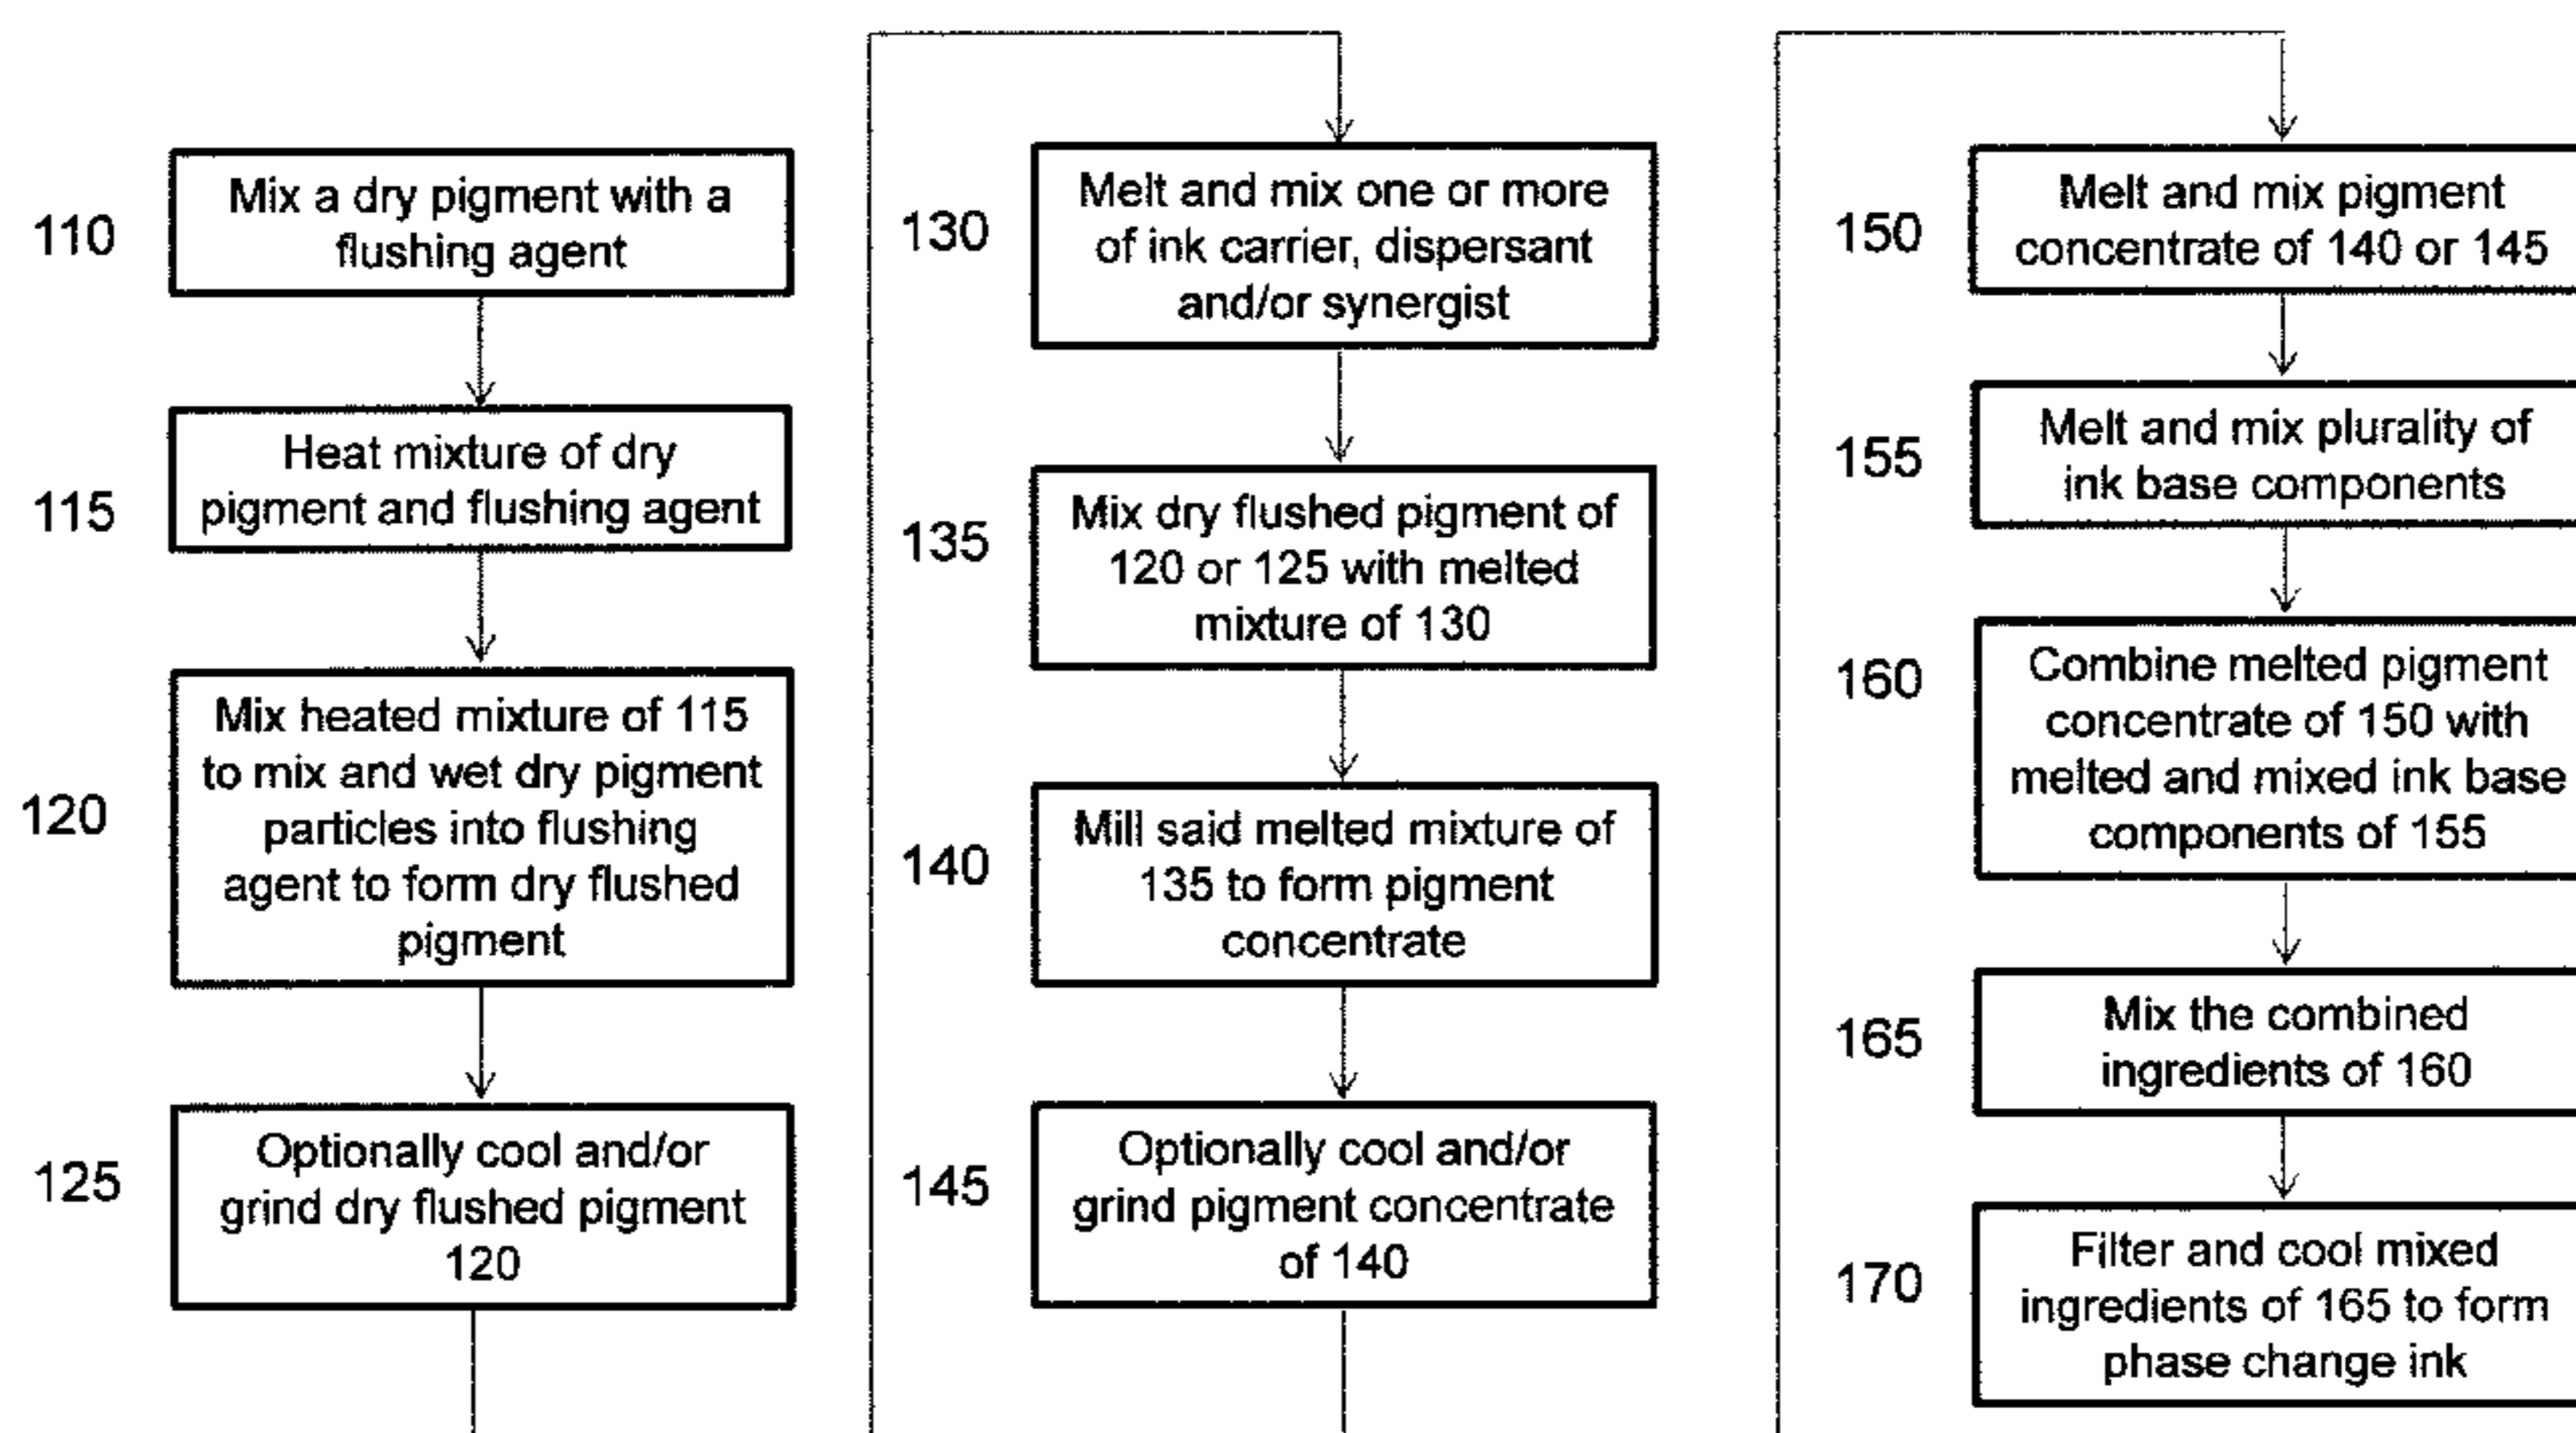 110
Mix a dry pigment with a
flushing agent
115
Heat mixture of dry
pigment and flushing agent
120
Mix heated mixture of 115
to mix and wet dry pigment
particles into flushing
agent to form dry flushed
pigment
125
Optionally cool and/or
grind dry flushed pigment
120
130
Melt and mix one or more
of ink carrier, dispersant
and/or synergist
135
Mix dry flushed pigment of
120 or 125 with melted
mixture of 130
140
Mill said melted mixture of
135 to form pigment
concentrate
145
Optionally cool and/or
grind pigment concentrate
of 140
150
Melt and mix pigment
concentrate of 140 or 145
155
Melt and mix plurality of
ink base components
160
Combine melted pigment
concentrate of 150 with
melted and mixed ink base
components of 155
165
Mix the combined
ingredients of 160
170
Filter and cool mixed
ingredients of 165 to form
phase change ink